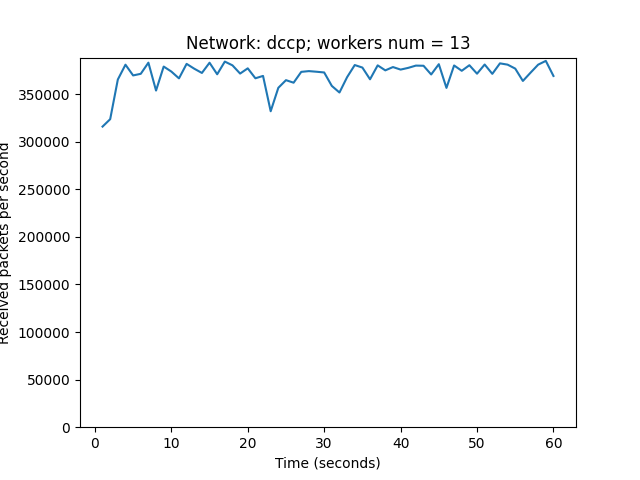 Network: dccp; workers num = 13
Received packets per second
350000
300000
250000
200000
150000
100000
50000
0
0 10 20 30 40 50 60
Time (seconds)